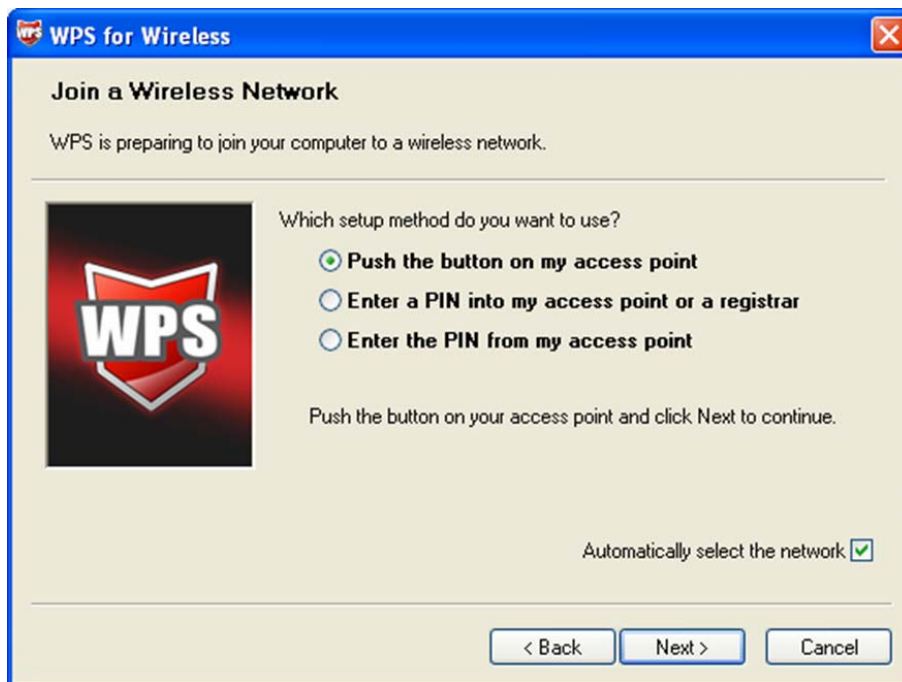 WPS for Wireless
Join a Wireless Network
WPS is preparing to join your computer to a wireless network.
Which setup method do you want to use?
Push the button on my access point
Enter a PIN into my access point or a registrar
Enter the PIN from my access point
WPS
Push the button on your access point and click Next to continue.
Automatically select the network
< Back Next > Cancel